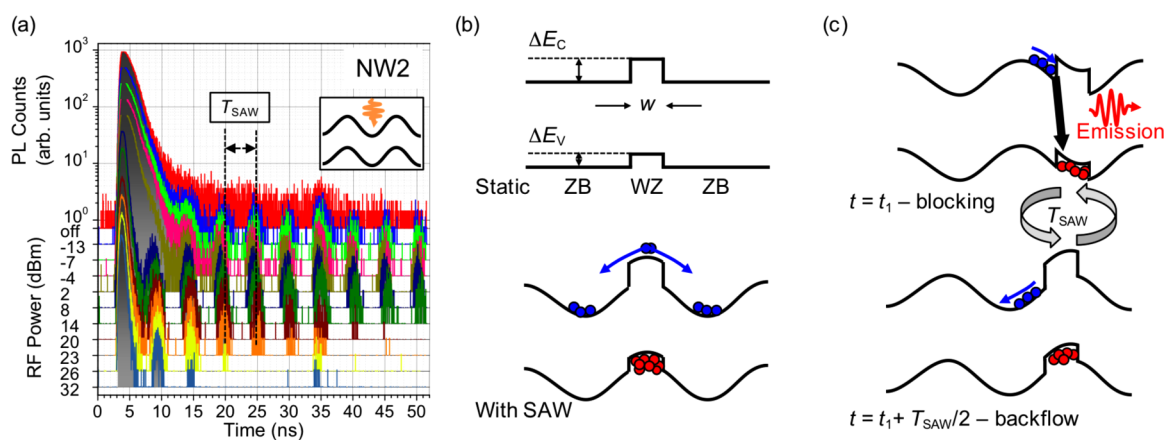 (a)
10³
10²
10¹
10⁰
PL Counts
(arb. units)
NW2
T_SAW
off
-13
-7
-4
2
8
14
20
23
26
32
RF Power (dBm)
0 5 10 15 20 25 30 35 40 45 50
Time (ns)
(b)
ΔE_C
w
ΔE_V
Static ZB WZ ZB
With SAW
(c)
Emission
t = t₁ – blocking
T_SAW
t = t₁+ T_SAW/2 – backflow